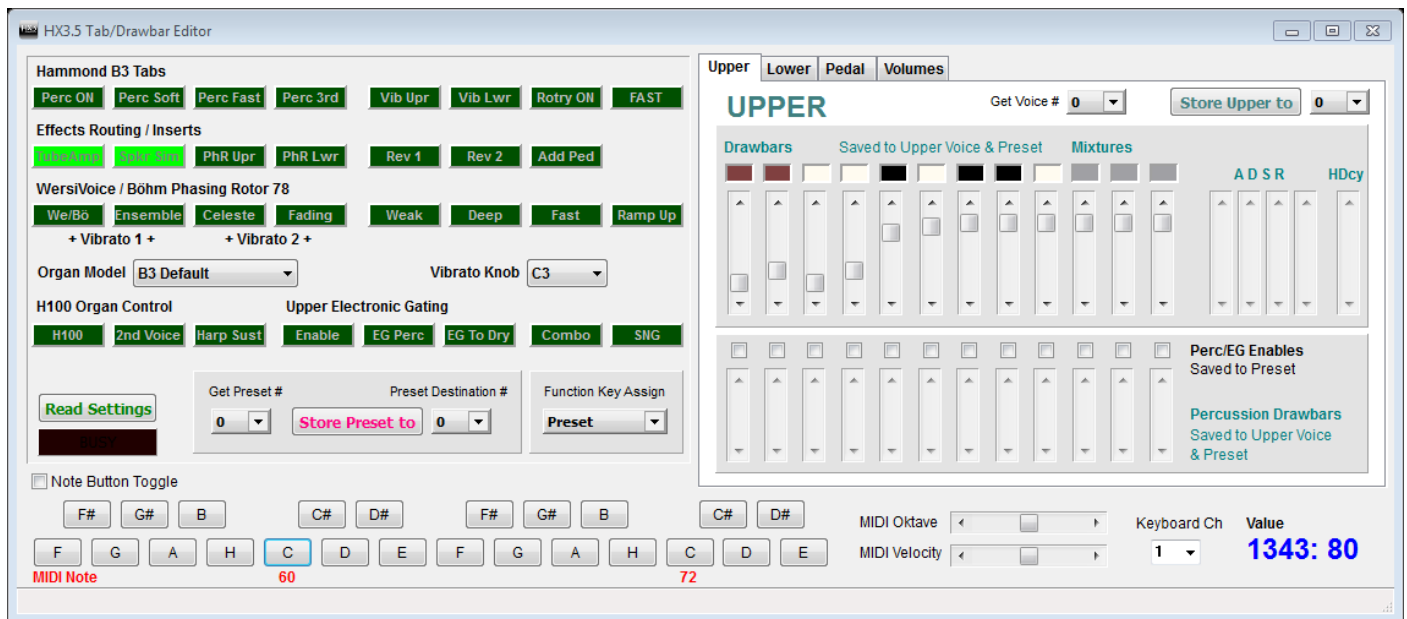 HX3.5 Tab/Drawbar Editor
Hammond B3 Tabs
Perc ON Perc Soft Perc Fast Perc 3rd Vib Upr Vib Lwr Rotry ON FAST
Effects Routing / Inserts
TubeAmp Spkr Sim PhR Upr PhR Lwr Rev 1 Rev 2 Add Ped
WersiVoice / Böhm Phasing Rotor 78
We/Bö Ensemble Celeste Fading Weak Deep Fast Ramp Up
+ Vibrato 1 + + Vibrato 2 +
Organ Model B3 Default Vibrato Knob C3
H100 Organ Control Upper Electronic Gating
H100 2nd Voice Harp Sust Enable EG Perc EG To Dry Combo SNG
Get Preset # Preset Destination # Function Key Assign
Read Settings 0 Store Preset to 0 Preset
BUSY
Upper Lower Pedal Volumes
UPPER Get Voice # 0 Store Upper to 0
Drawbars Saved to Upper Voice & Preset Mixtures
A D S R HDcy
Perc/EG Enables
Saved to Preset
Percussion Drawbars
Saved to Upper Voice
& Preset
Note Button Toggle
F# G# B C# D# F# G# B C# D#
F G A H C D E F G A H C D E
MIDI Note 60 72
MIDI Oktave Keyboard Ch Value
MIDI Velocity 1 1343: 80